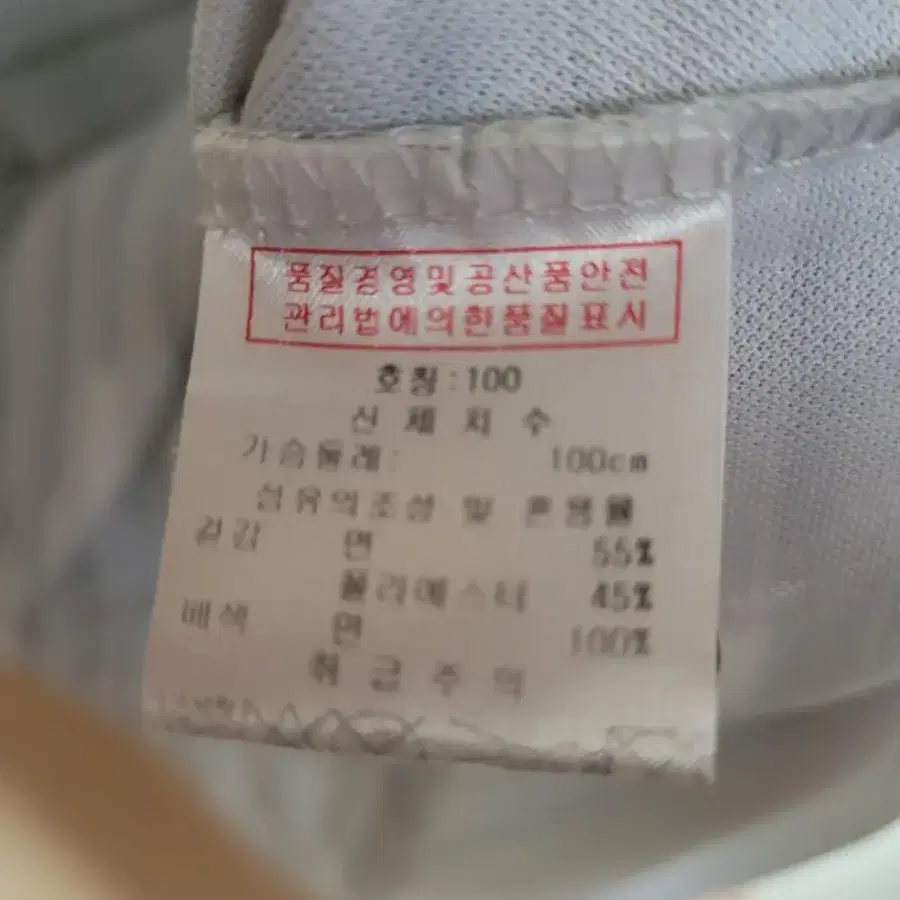 품질경영및공산품안전
관리법에의한품질표시
호칭:100
신 체 치 수
가슴둘레: 100cm
섬유의조성 및 혼용율
겉감 면 55%
폴리에스터 45%
배색 면 100%
취 급 주 의